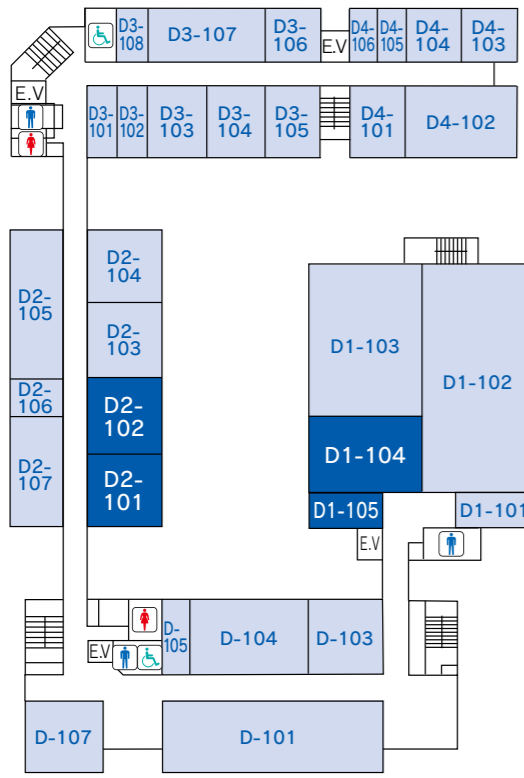 D3-
108
D3-107
D3-
106
E.V
D4-
106
D4-
105
D4-
104
D4-
103
E.V
D3-
101
D3-
102
D3-
103
D3-
104
D3-
105
D4-
101
D4-102
D2-
105
D2-
104
D2-
103
D2-
106
D2-
102
D2-
107
D2-
101
D1-103
D1-102
D1-104
D1-105
D1-101
E.V
D-
105
D-104
D-103
E.V
D-107
D-101